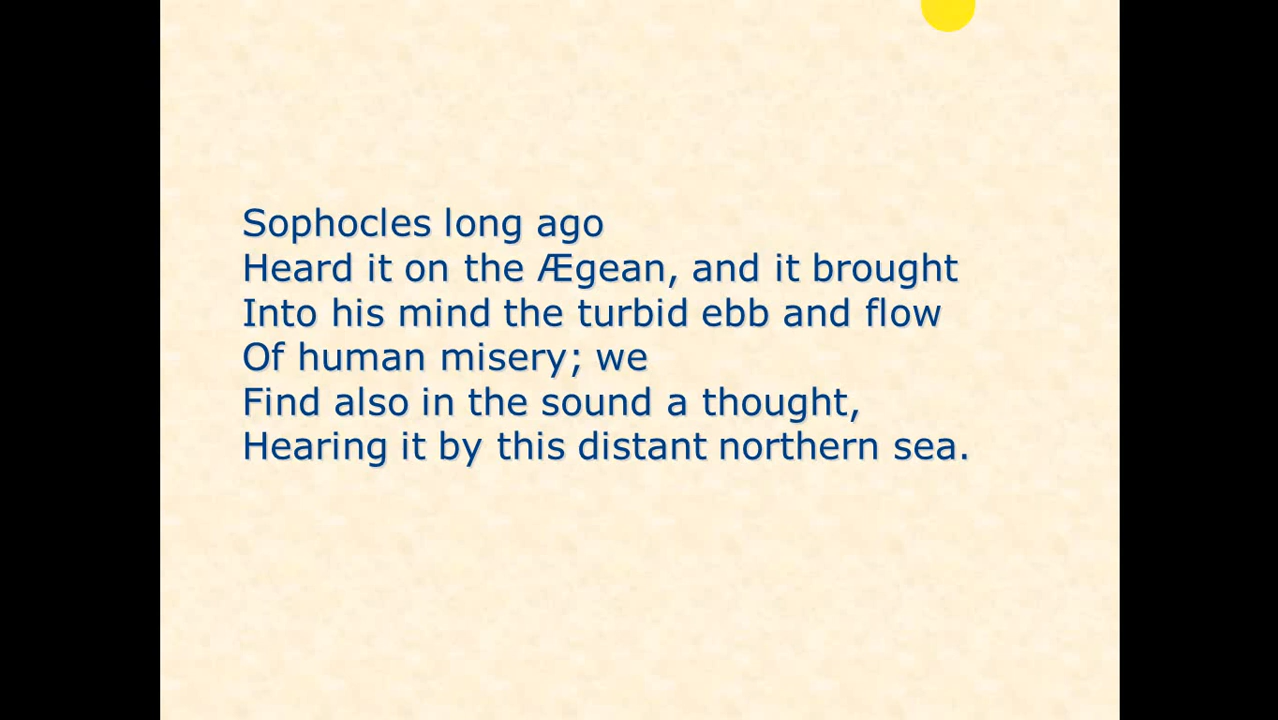 Sophocles long ago
Heard it on the Ægean, and it brought
Into his mind the turbid ebb and flow
Of human misery; we
Find also in the sound a thought,
Hearing it by this distant northern sea.